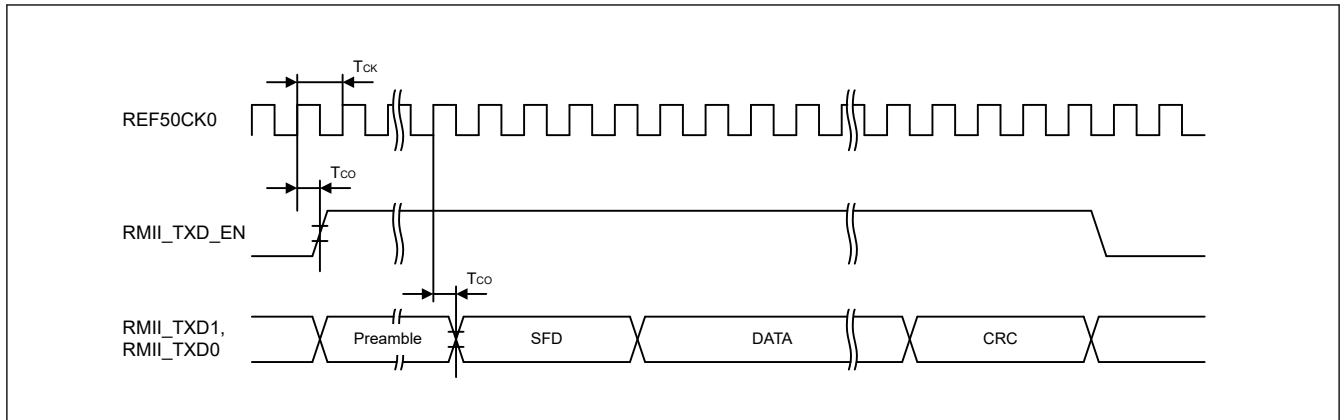 Tck
REF50CK0
Tco
RMII_TXD_EN
Tco
RMII_TXD1,
RMII_TXD0
Preamble
SFD
DATA
CRC